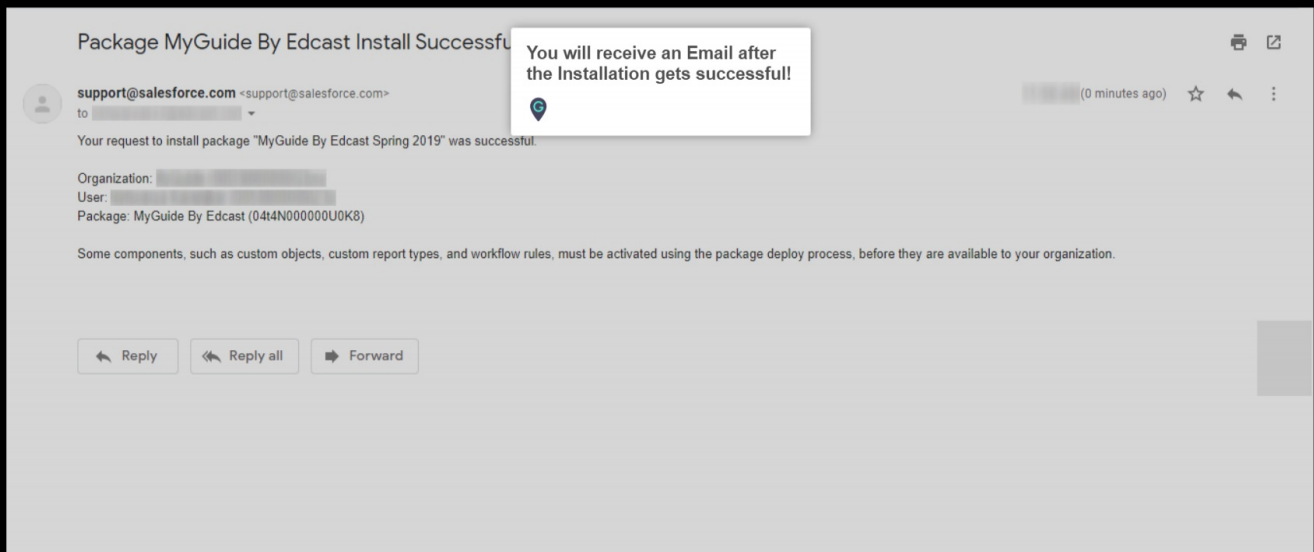 Package MyGuide By Edcast Install Successfu
You will receive an Email after
the Installation gets successful!
G
support@salesforce.com <support@salesforce.com>
(0 minutes ago)
to
Your request to install package "MyGuide By Edcast Spring 2019" was successful.
Organization:
User:
Package: MyGuide By Edcast (04t4N000000U0K8)
Some components, such as custom objects, custom report types, and workflow rules, must be activated using the package deploy process, before they are available to your organization.
Reply Reply all Forward